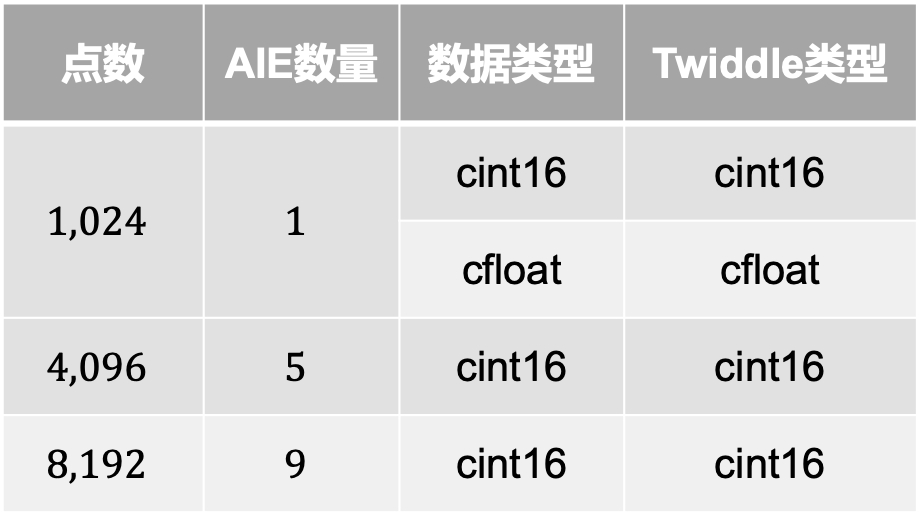 点数 AIE数量 数据类型 Twiddle类型
1,024 1 cint16 cint16
cfloat cfloat
4,096 5 cint16 cint16
8,192 9 cint16 cint16